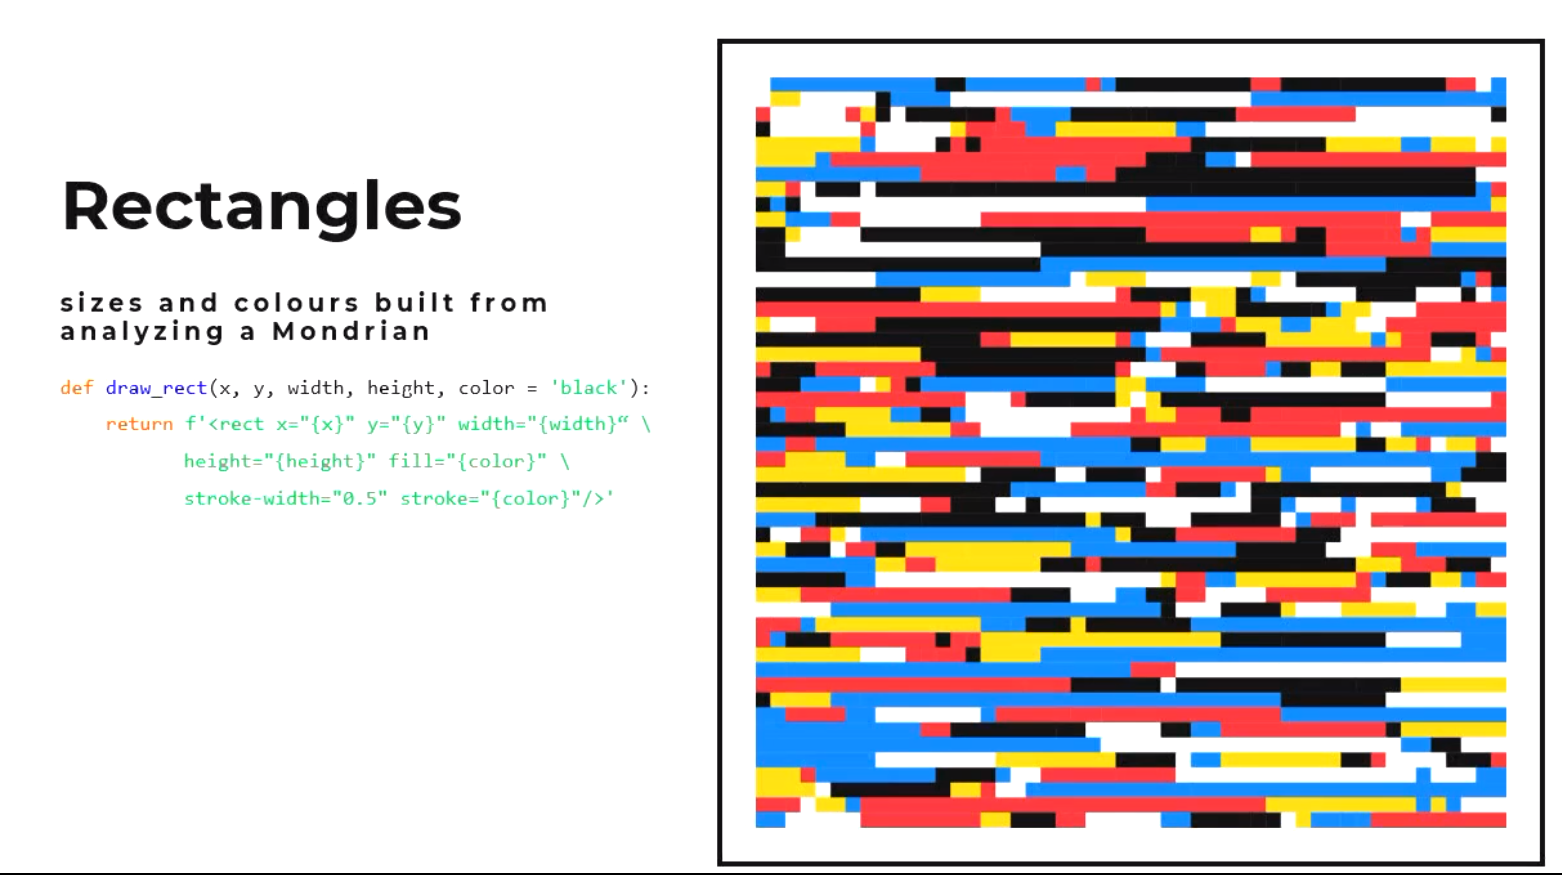 Rectangles
sizes and colours built from
analyzing a Mondrian
def draw_rect(x, y, width, height, color = 'black'):
    return f'<rect x="{x}" y="{y}" width="{width}“ \
           height="{height}" fill="{color}" \
           stroke-width="0.5" stroke="{color}"/>'